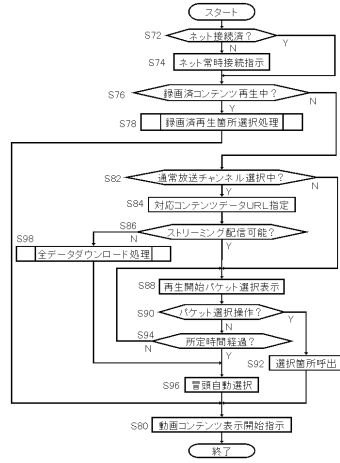 スタート
S72 ネット接続済?
N Y
S74 ネット常時接続指示
S76 録画済コンテンツ再生中?
Y N
S78 録画済再生箇所選択処理
S82 通常放送チャンネル選択中?
Y N
S84 対応コンテンツデータURL指定
S86 ストリーミング配信可能?
N Y
S98 全データダウンロード処理
S88 再生開始パケット選択表示
S90 パケット選択操作?
N Y
S94 所定時間経過?
N Y
S92 選択箇所呼出
S96 冒頭自動選択
S80 動画コンテンツ表示開始指示
終了